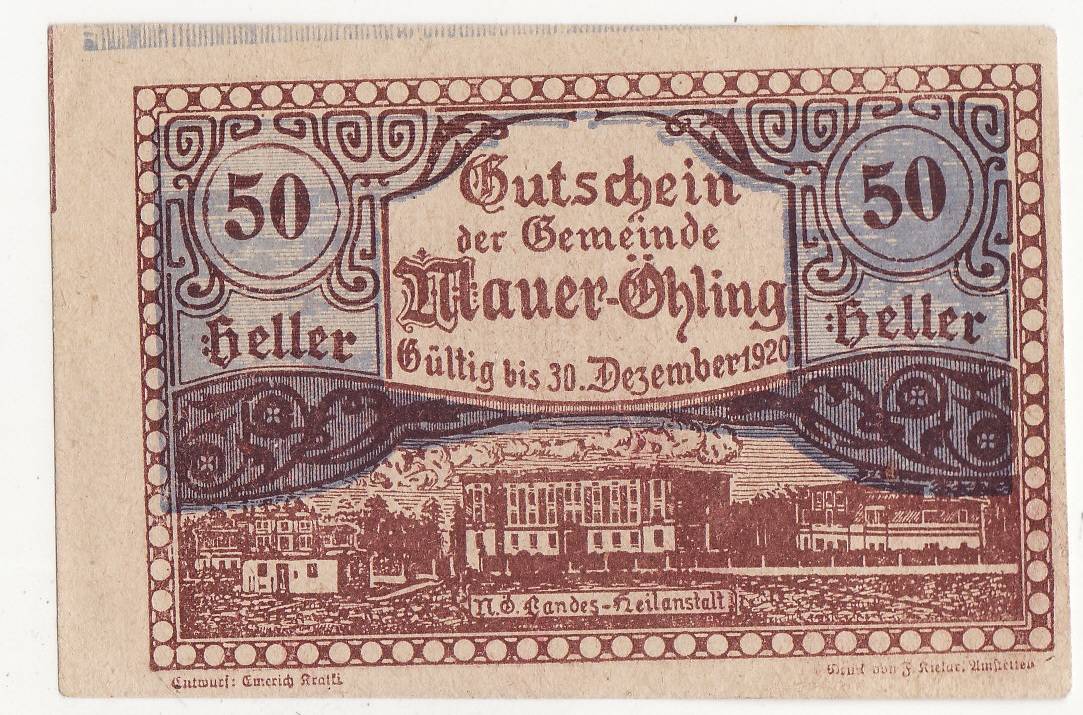 50
50
Gutschein
der Gemeinde
Mauer-Öhling
Heller
Heller
Gültig bis 30. Dezember 1920
N.Ö. Landes-Heilanstalt
Entwurf: Emerich Kratki
Druck von F. Amstetten